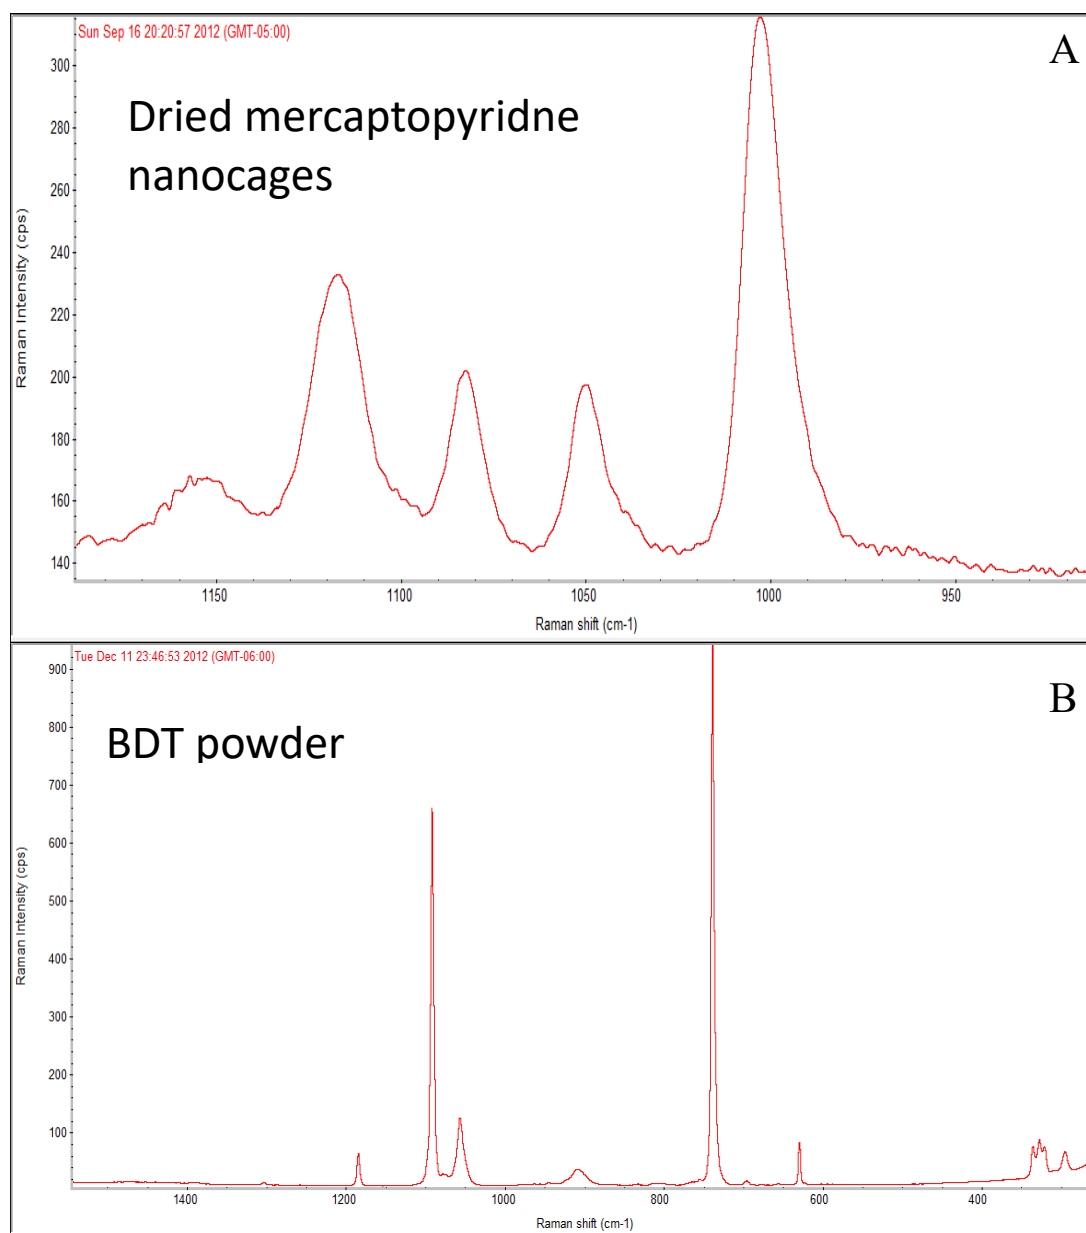 Sun Sep 16 20:20:57 2012 (GMT-05:00)
A
Dried mercaptopyridne
nanocages
Raman Intensity (cps)
300
280
260
240
220
200
180
160
140
1150 1100 1050 1000 950
Raman shift (cm-1)
Tue Dec 11 23:46:53 2012 (GMT-06:00)
B
BDT powder
Raman Intensity (cps)
900
800
700
600
500
400
300
200
100
1400 1200 1000 800 600 400
Raman shift (cm-1)